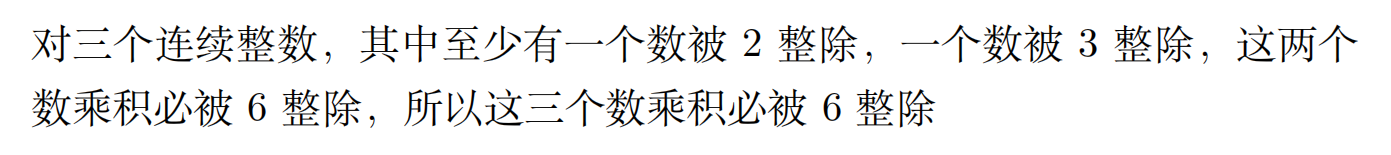 对三个连续整数，其中至少有一个数被 2 整除，一个数被 3 整除，这两个
数乘积必被 6 整除，所以这三个数乘积必被 6 整除